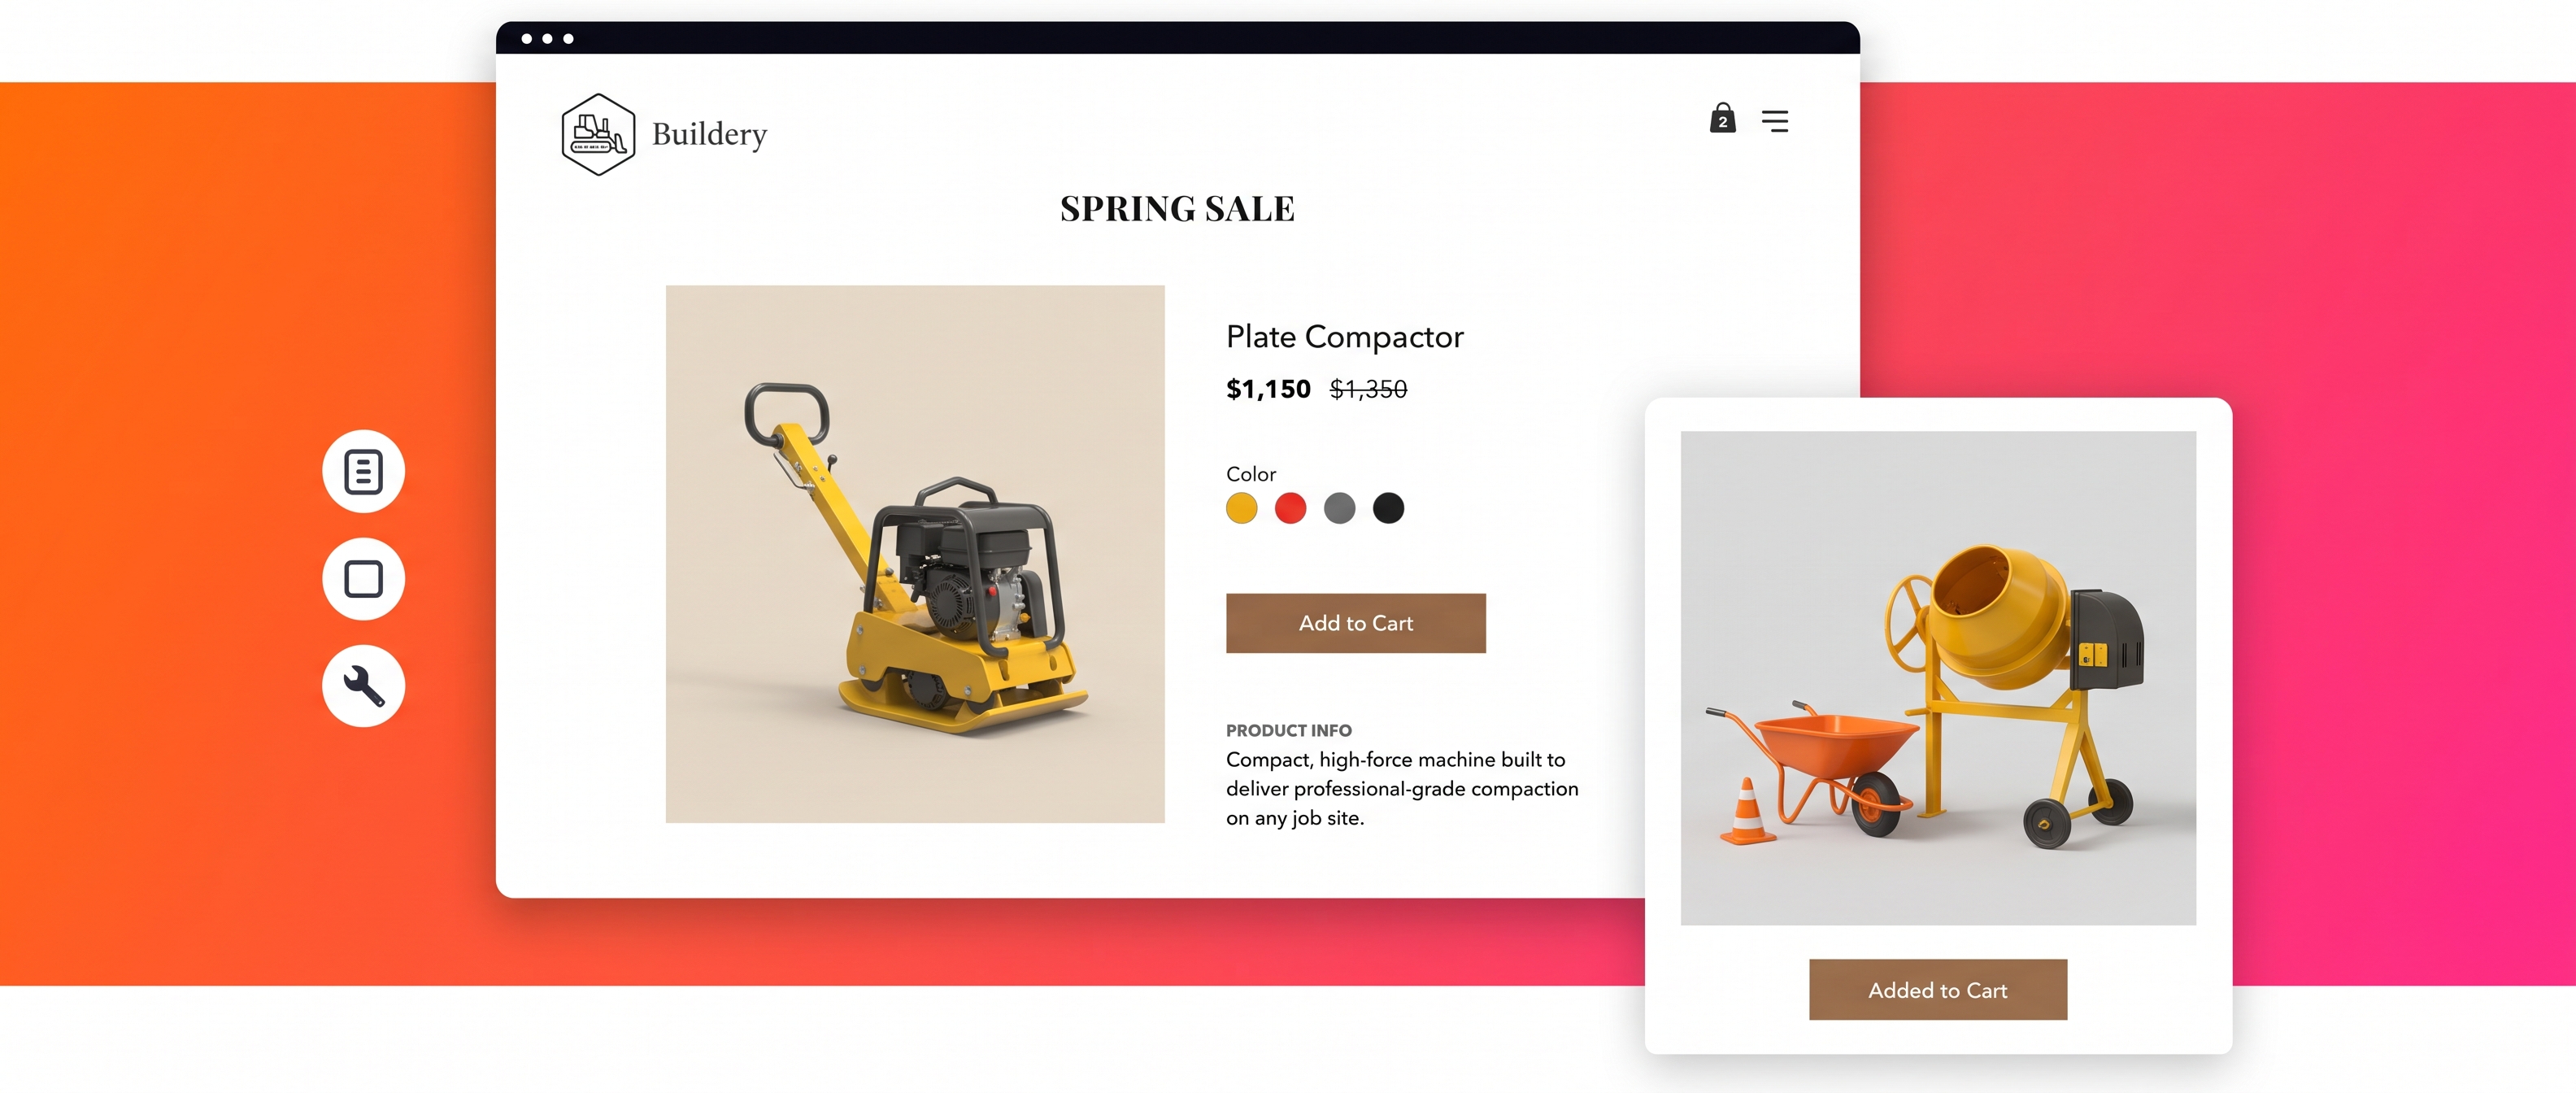 Buildery
2
SPRING SALE
Plate Compactor
$1,150 $1,350
Color
Add to Cart
PRODUCT INFO
Compact, high-force machine built to
deliver professional-grade compaction
on any job site.
Added to Cart